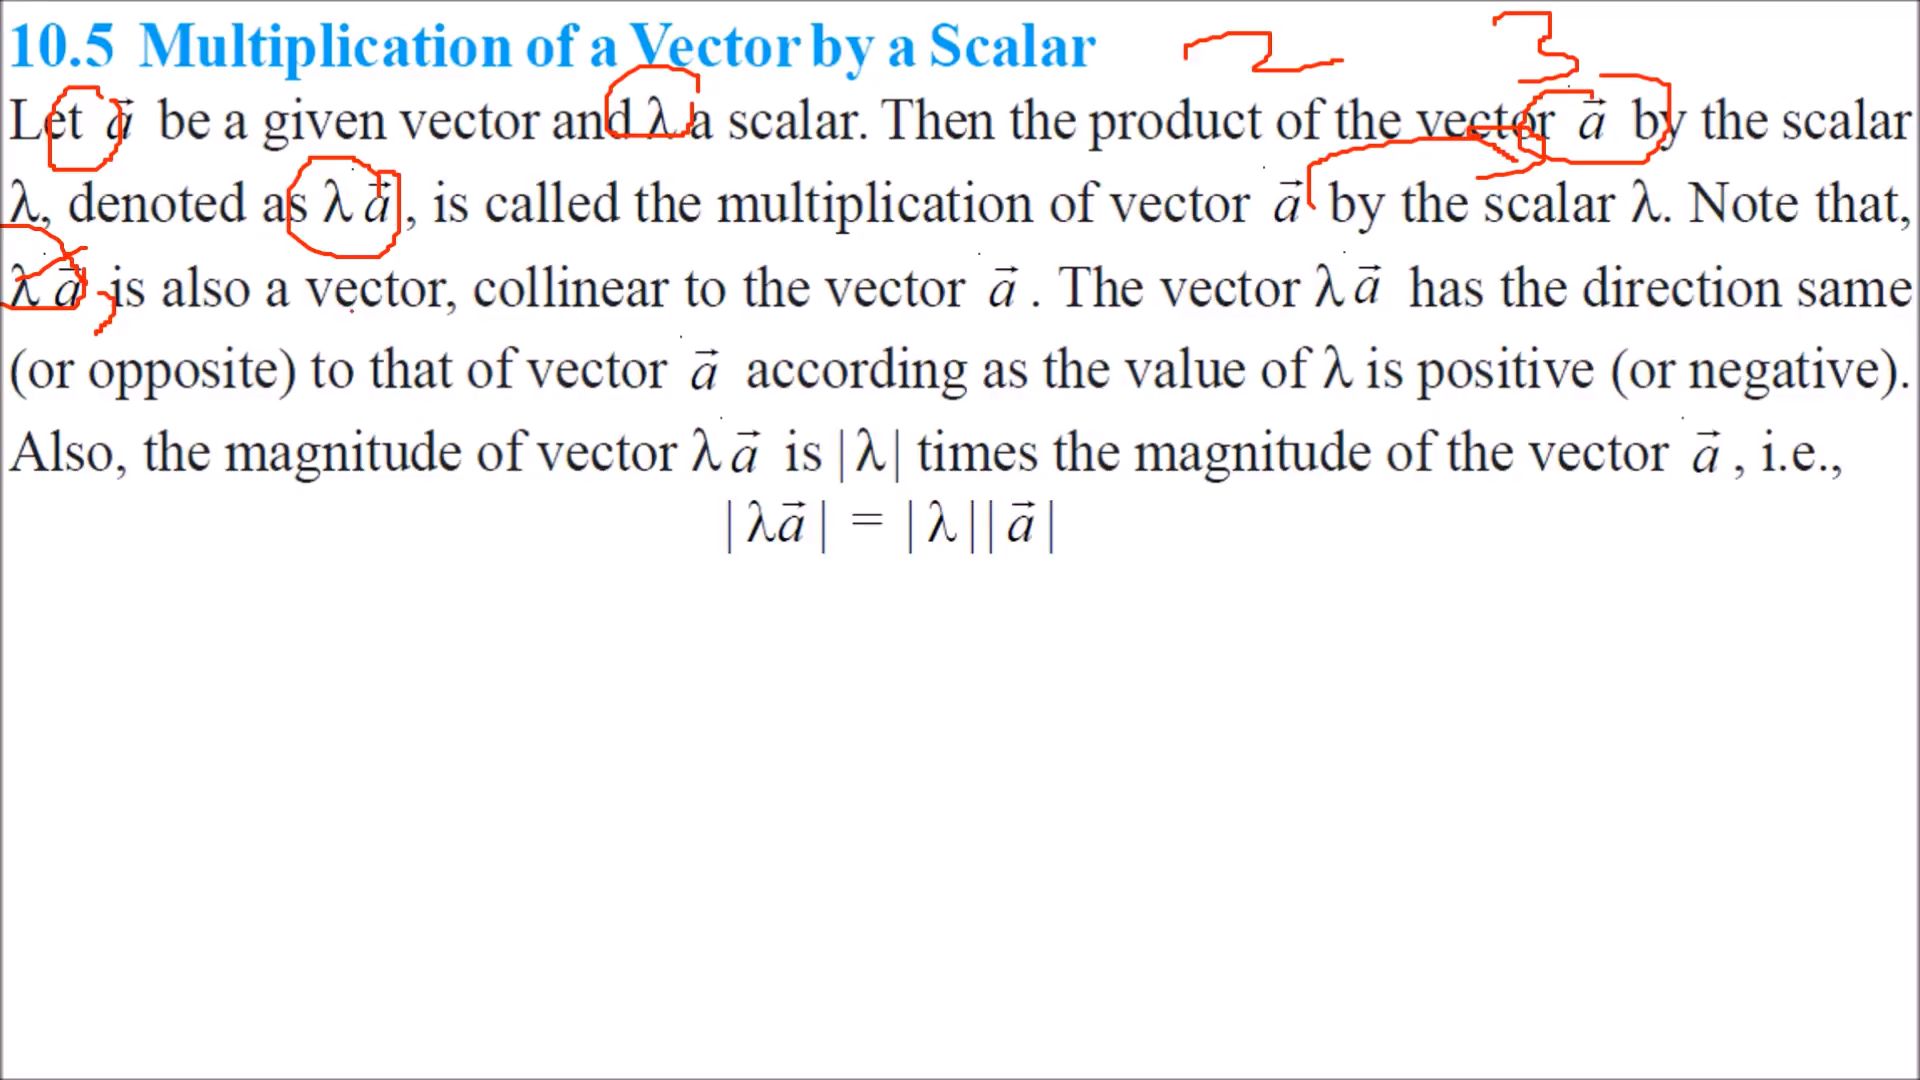 10.5 Multiplication of a Vector by a Scalar 2 3
Let a⃗ be a given vector and λ a scalar. Then the product of the vector a⃗ by the scalar
λ, denoted as λ a⃗ , is called the multiplication of vector a⃗ by the scalar λ. Note that,
λ a⃗ is also a vector, collinear to the vector a⃗ . The vector λ a⃗ has the direction same
(or opposite) to that of vector a⃗ according as the value of λ is positive (or negative).
Also, the magnitude of vector λ a⃗ is |λ| times the magnitude of the vector a⃗ , i.e.,
| λa⃗ | = | λ | | a⃗ |